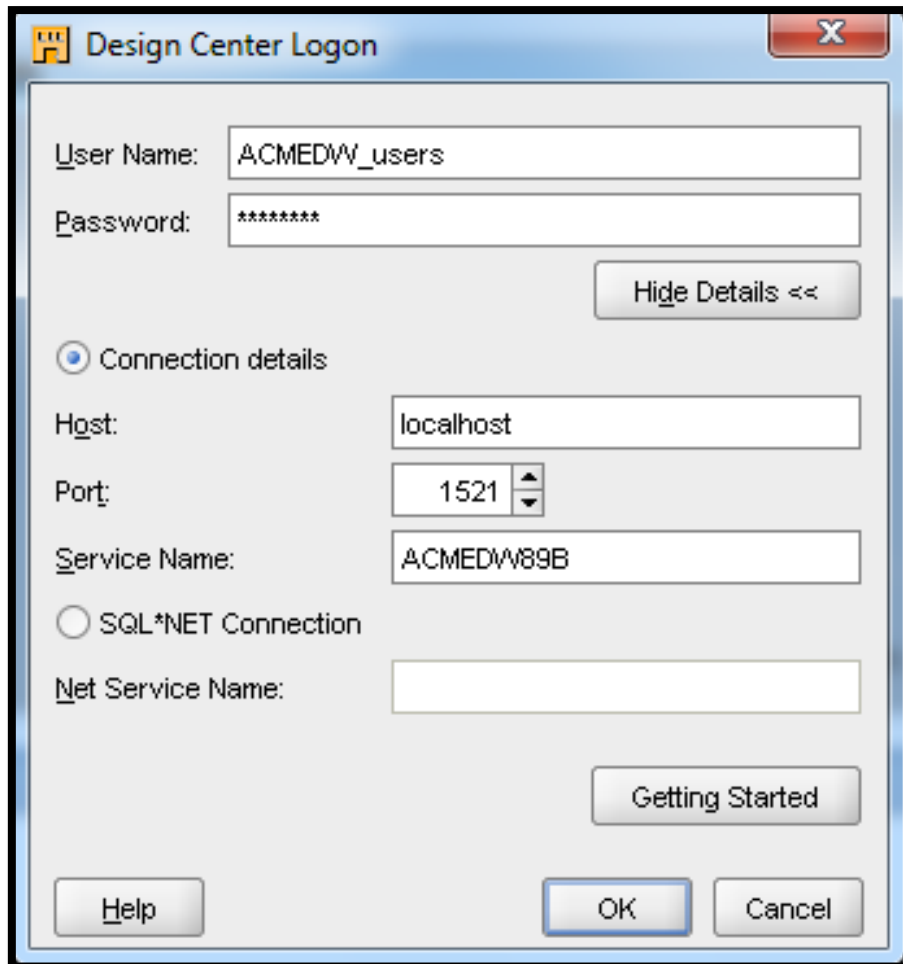 Design Center Logon
User Name: ACMEDW_users
Password: ********
Hide Details <<
Connection details
Host: localhost
Port: 1521
Service Name: ACMEDW89B
SQL*NET Connection
Net Service Name:
Getting Started
Help OK Cancel